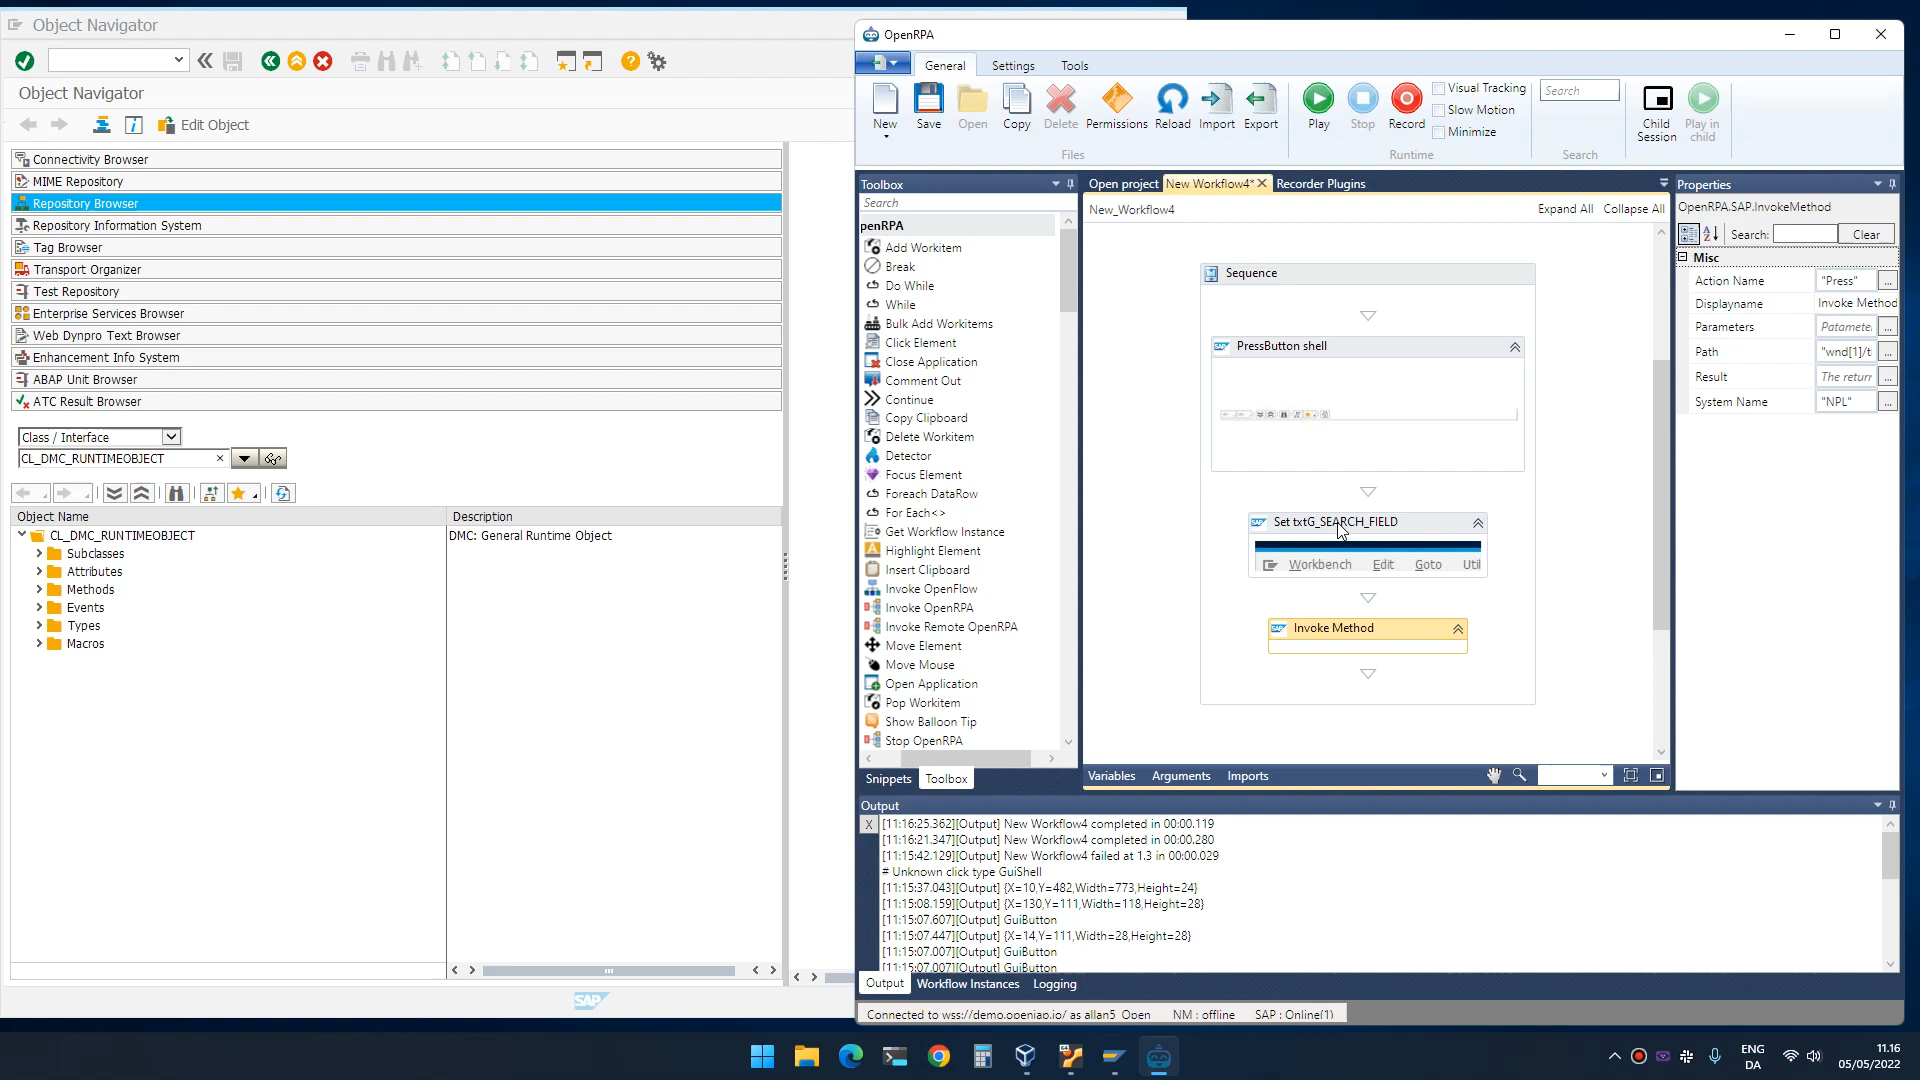 Object Navigator
Object Navigator
Edit Object
Connectivity Browser
MIME Repository
Repository Browser
Repository Information System
Tag Browser
Transport Organizer
Test Repository
Enterprise Services Browser
Web Dynpro Text Browser
Enhancement Info System
ABAP Unit Browser
ATC Result Browser
Class / Interface
CL_DMC_RUNTIMEOBJECT
Object Name
Description
CL_DMC_RUNTIMEOBJECT
DMC: General Runtime Object
Subclasses
Attributes
Methods
Events
Types
Macros
SAP
OpenRPA
General
Settings
Tools
New
Save
Open
Copy
Delete
Permissions
Reload
Import
Export
Files
Play
Stop
Record
Visual Tracking
Slow Motion
Minimize
Runtime
Search
Search
Child Session
Play in child
Toolbox
Search
penRPA
Add Workitem
Break
Do While
While
Bulk Add Workitems
Click Element
Close Application
Comment Out
Continue
Copy Clipboard
Delete Workitem
Detector
Focus Element
Foreach DataRow
For Each<>
Get Workflow Instance
Highlight Element
Insert Clipboard
Invoke OpenFlow
Invoke OpenRPA
Invoke Remote OpenRPA
Move Element
Move Mouse
Open Application
Pop Workitem
Show Balloon Tip
Stop OpenRPA
Snippets
Toolbox
Open project
New Workflow4*
Recorder Plugins
New_Workflow4
Expand All
Collapse All
Sequence
SAP
PressButton shell
SAP
Set txtG_SEARCH_FIELD
Workbench
Edit
Goto
Util
SAP
Invoke Method
Variables
Arguments
Imports
Properties
OpenRPA.SAP.InvokeMethod
Search:
Clear
Misc
Action Name
"Press"
...
Displayname
Invoke Method
Parameters
Patamete
...
Path
"wnd[1]/t
...
Result
The return
...
System Name
"NPL"
...
Output
X
[11:16:25.362][Output] New Workflow4 completed in 00:00.119
[11:16:21.347][Output] New Workflow4 completed in 00:00.280
[11:15:42.129][Output] New Workflow4 failed at 1.3 in 00:00.029
# Unknown click type GuiShell
[11:15:37.043][Output] {X=10,Y=482,Width=773,Height=24}
[11:15:08.159][Output] {X=130,Y=111,Width=118,Height=28}
[11:15:07.607][Output] GuiButton
[11:15:07.447][Output] {X=14,Y=111,Width=28,Height=28}
[11:15:07.007][Output] GuiButton
[11:15:07.007][Output] GuiButton
Output
Workflow Instances
Logging
Connected to wss://demo.openiap.io/ as allan5 Open
NM : offline
SAP : Online(1)
ENG
DA
11.16
05/05/2022